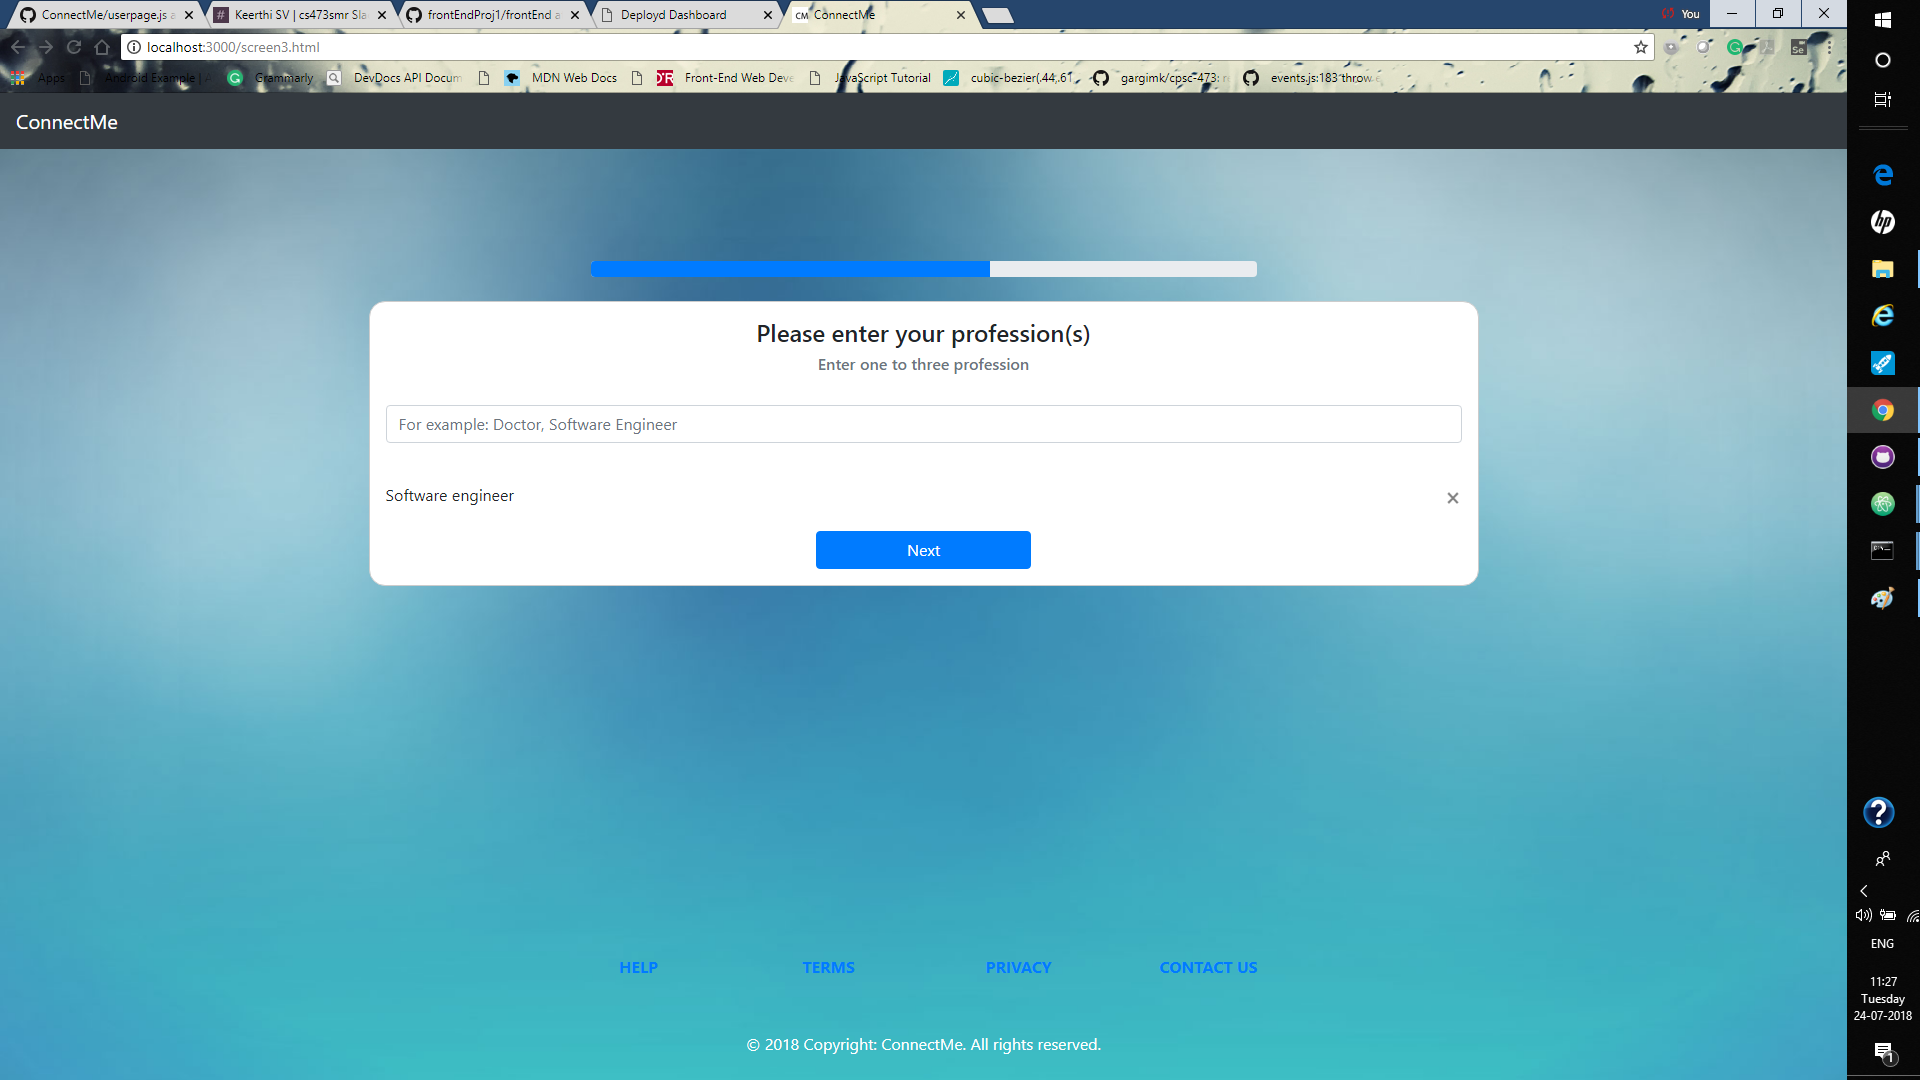 ConnectMe/userpage.js a
Keerthi SV | cs473smr Sla
frontEndProj1/frontEnd a
Deployd Dashboard
CM ConnectMe
You
localhost:3000/screen3.html
Apps
Android Example | A
Grammarly
DevDocs API Docum
MDN Web Docs
Front-End Web Deve
JavaScript Tutorial
cubic-bezier(.44,.61
gargimk/cpsc-473: re
events.js:183 throw e
ConnectMe
Please enter your profession(s)
Enter one to three profession
For example: Doctor, Software Engineer
Software engineer
Next
HELP TERMS PRIVACY CONTACT US
© 2018 Copyright: ConnectMe. All rights reserved.
ENG
11:27
Tuesday
24-07-2018
1